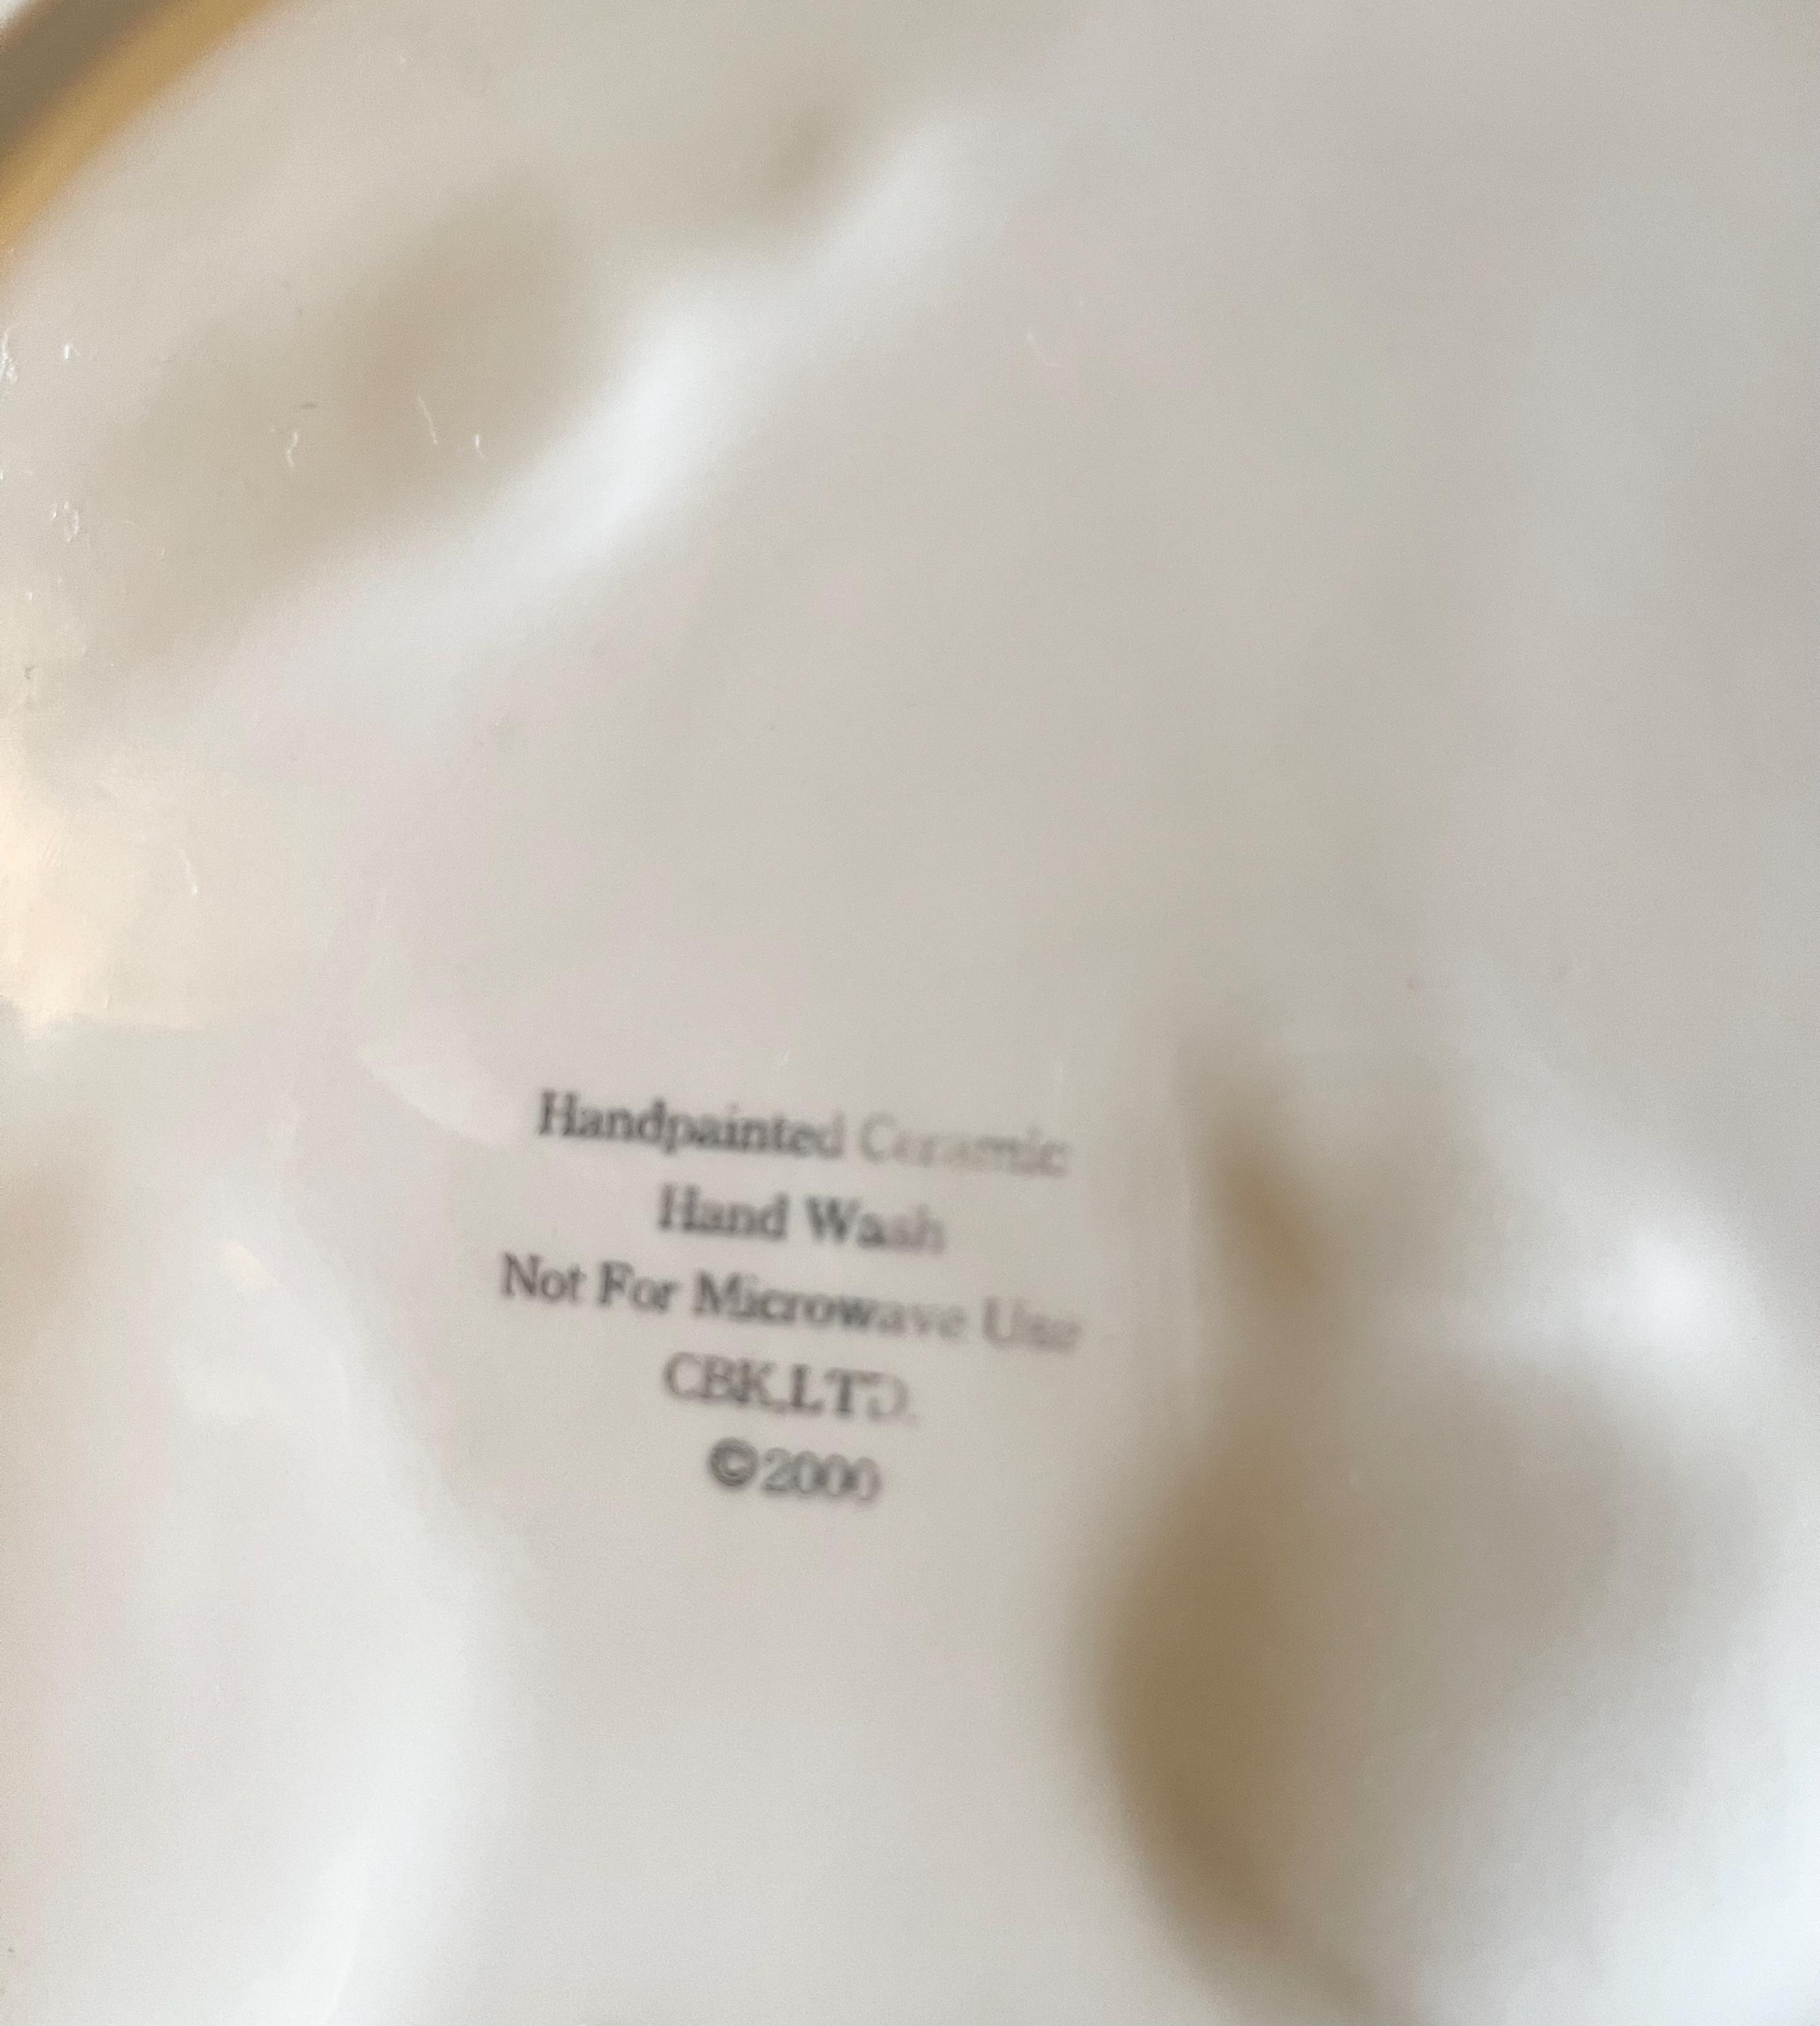 Handpainted Ceramic
Hand Wash
Not For Microwave Use
CBK,LTD.
©2000